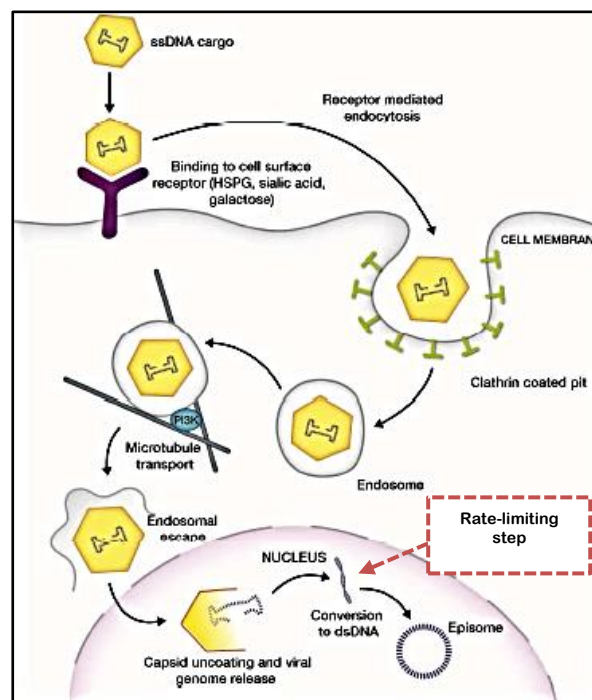 ssDNA cargo
Receptor mediated
endocytosis
Binding to cell surface
receptor (HSPG, sialic acid,
galactose)
CELL MEMBRAN
Clathrin coated pit
PI3K
Microtubule
transport
Endosome
Endosomal
escape
Rate-limiting
step
NUCLEUS
Conversion
to dsDNA
Episome
Capsid uncoating and viral
genome release